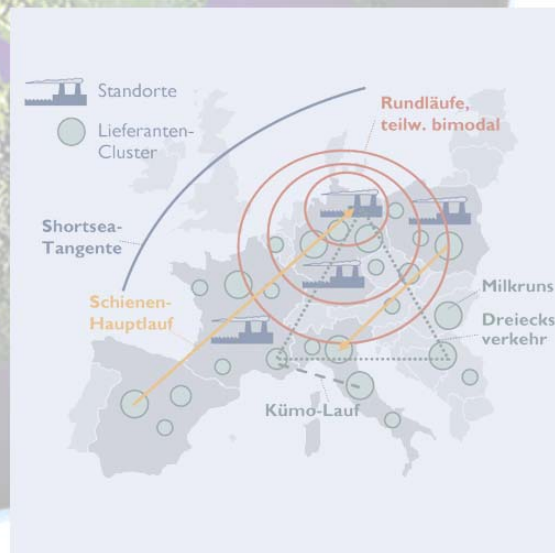 Standorte
Lieferanten-
Cluster
Rundläufe,
teilw. bimodal
Shortsea-
Tangente
Schienen-
Hauptlauf
Milkruns
Dreiecks
verkehr
Kümo-Lauf